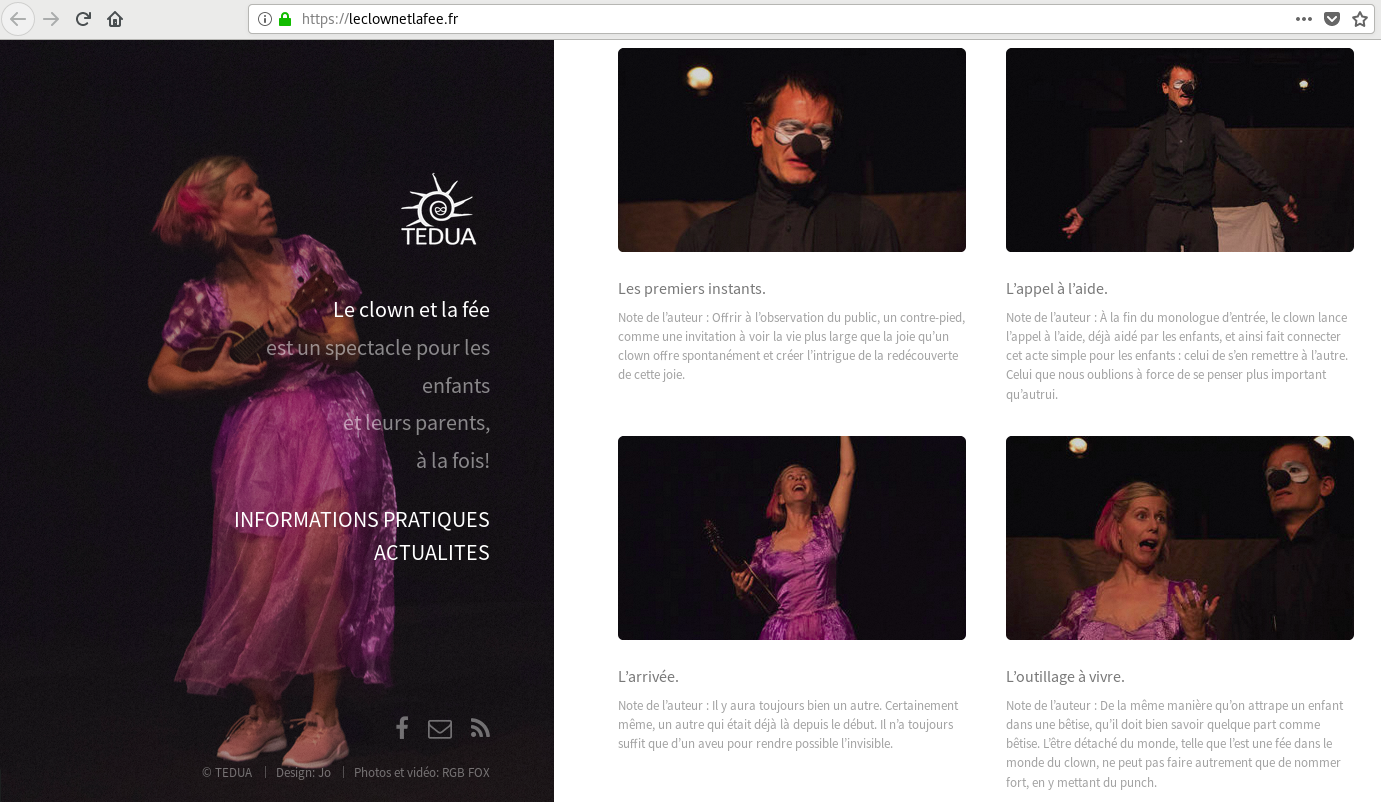 https://leclownetlafee.fr
TEDUA
Le clown et la fée
est un spectacle pour les
enfants
et leurs parents,
à la fois!
INFORMATIONS PRATIQUES
ACTUALITES
© TEDUA
Design: Jo
Photos et vidéo: RGB FOX
Les premiers instants.
Note de l’auteur : Offrir à l’observation du public, un contre-pied,
comme une invitation à voir la vie plus large que la joie qu’un
clown offre spontanément et créer l’intrigue de la redécouverte
de cette joie.
L’appel à l’aide.
Note de l’auteur : À la fin du monologue d’entrée, le clown lance
l’appel à l’aide, déjà aidé par les enfants, et ainsi fait connecter
cet acte simple pour les enfants : celui de s’en remettre à l’autre.
Celui que nous oublions à force de se penser plus important
qu’autrui.
L’arrivée.
Note de l’auteur : Il y aura toujours bien un autre. Certainement
même, un autre qui était déjà là depuis le début. Il n’a toujours
suffit que d’un aveu pour rendre possible l’invisible.
L’outillage à vivre.
Note de l’auteur : De la même manière qu’on attrape un enfant
dans une bêtise, qu’il doit bien savoir quelque part comme
bêtise. L’être détaché du monde, telle que l’est une fée dans le
monde du clown, ne peut pas faire autrement que de nommer
fort, en y mettant du punch.